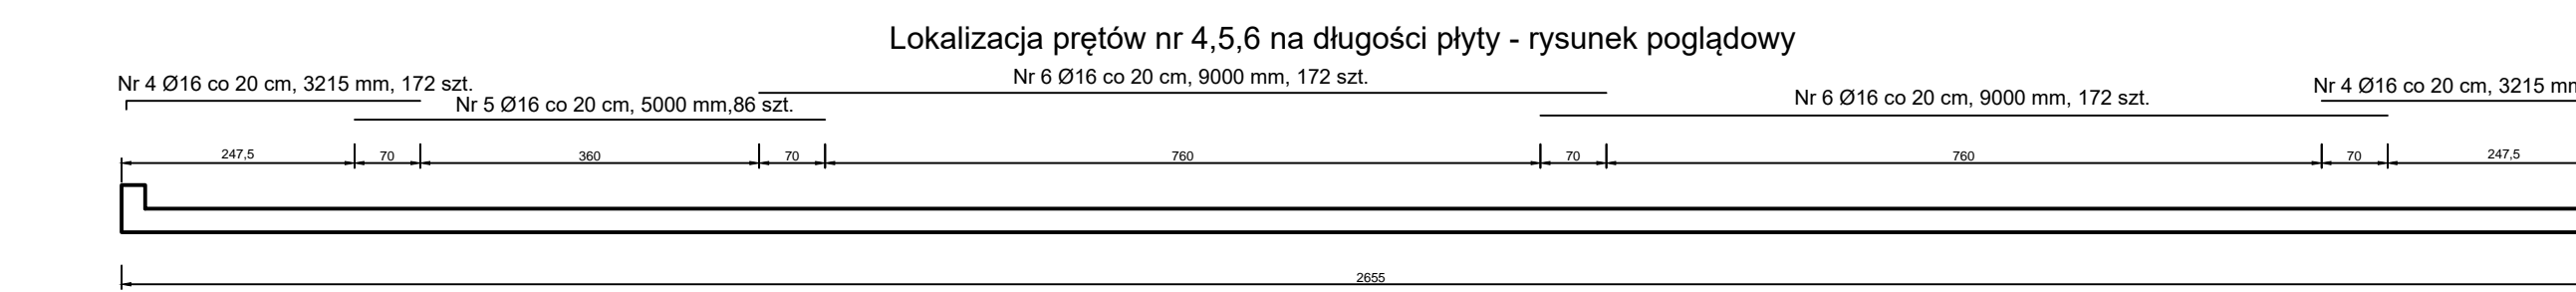 Lokalizacja prętów nr 4,5,6 na długości płyty - rysunek poglądowy
Nr 4 Ø16 co 20 cm, 3215 mm, 172 szt.
Nr 6 Ø16 co 20 cm, 9000 mm, 172 szt.
Nr 4 Ø16 co 20 cm, 3215 mm
Nr 5 Ø16 co 20 cm, 5000 mm,86 szt.
Nr 6 Ø16 co 20 cm, 9000 mm, 172 szt.
247,5 70 360 70 760 70 760 70 247,5
2655